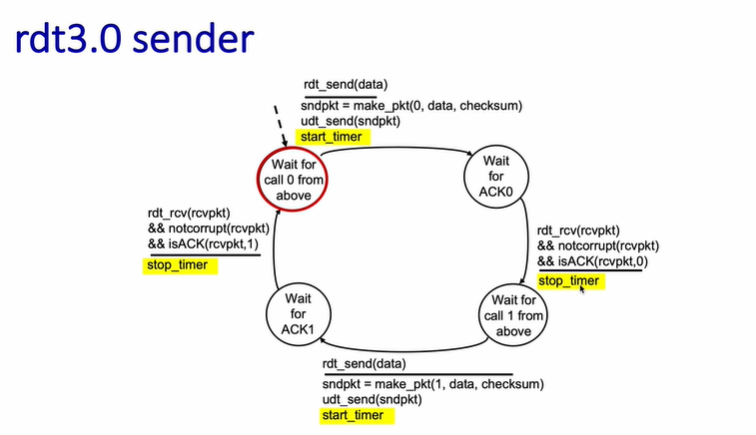 rdt3.0 sender
rdt_send(data)
sndpkt = make_pkt(0, data, checksum)
udt_send(sndpkt)
start_timer
Wait for
call 0 from
above
Wait
for
ACK0
rdt_rcv(rcvpkt)
&& notcorrupt(rcvpkt)
&& isACK(rcvpkt,1)
stop_timer
rdt_rcv(rcvpkt)
&& notcorrupt(rcvpkt)
&& isACK(rcvpkt,0)
stop_timer
Wait
for
ACK1
Wait for
call 1 from
above
rdt_send(data)
sndpkt = make_pkt(1, data, checksum)
udt_send(sndpkt)
start_timer